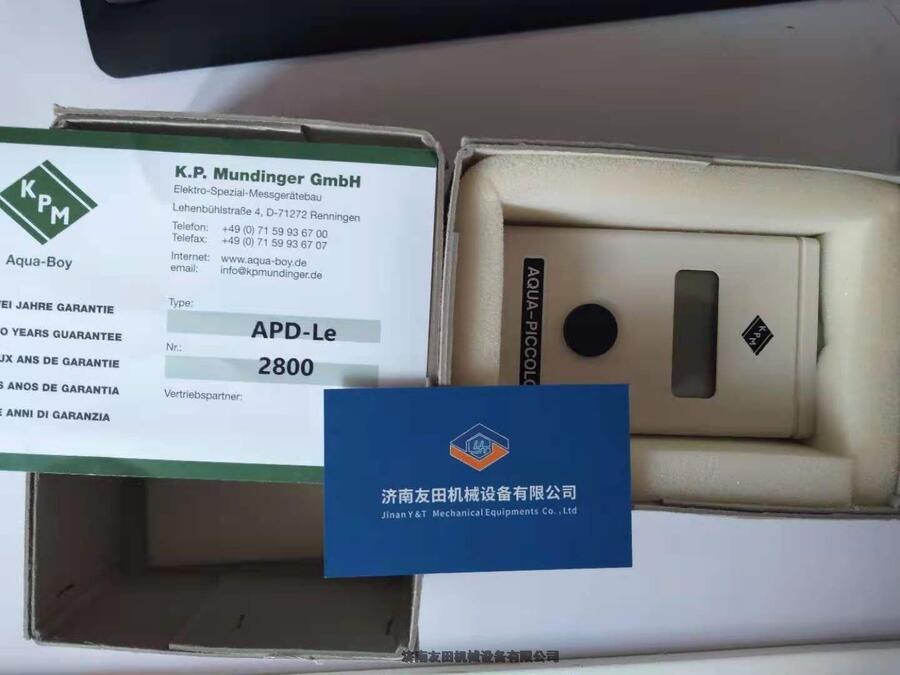 KPM
Aqua-Boy
K.P. Mundinger GmbH
Elektro-Spezial-Messgerätebau
Lehenbühlstraße 4, D-71272 Renningen
Telefon: +49 (0) 71 59 93 67 00
Telefax: +49 (0) 71 59 93 67 07
Internet: www.aqua-boy.de
email: info@kpmundinger.de
JAHRE GARANTIE
YEARS GUARANTEE
ANS DE GARANTIE
ANOS DE GARANTIA
ANNI DI GARANZIA
Type:
APD-Le
Nr.:
2800
Vertriebspartner:
AQUA-PICCOLO
KPM
济南友田机械设备有限公司
Jinan Y&T Mechanical Equipments Co.,Ltd
济南友田机械设备有限公司